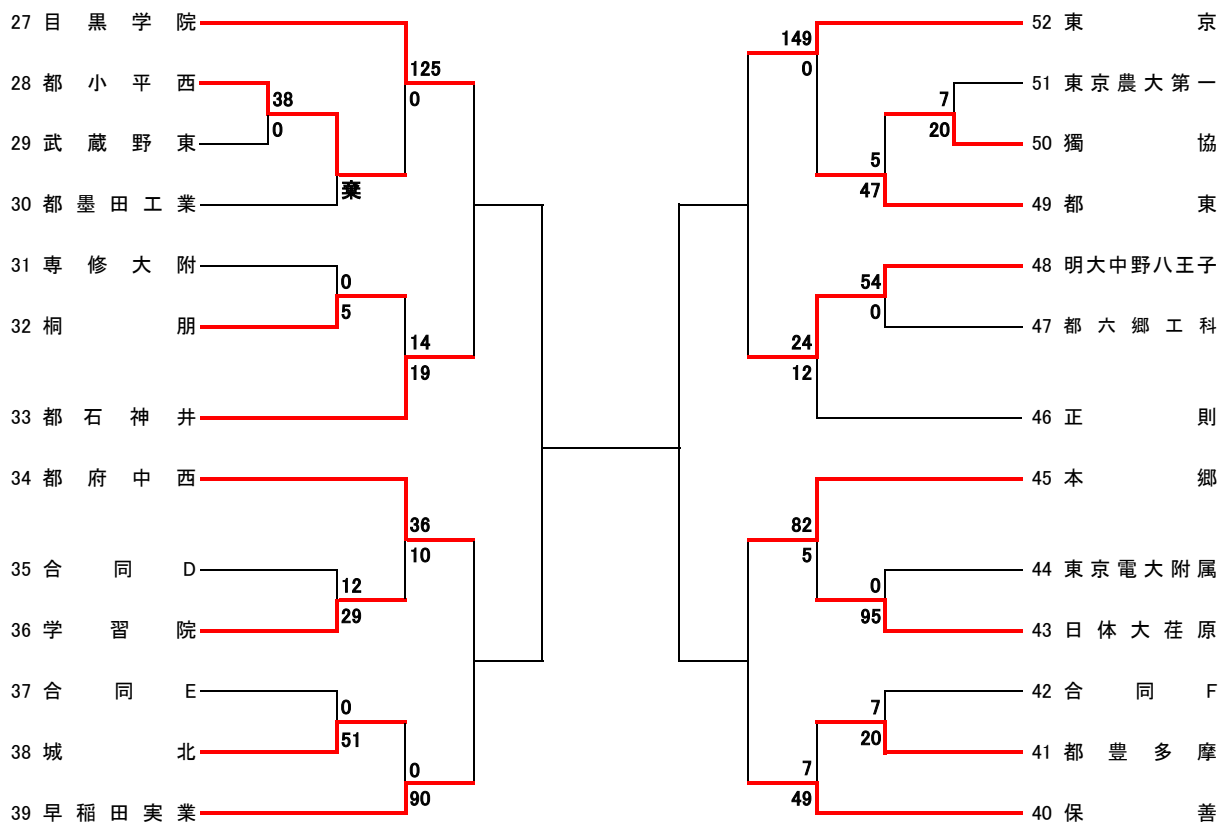 27 目黒学院
28 都小平西
29 武蔵野東
30 都墨田工業
31 専修大附
32 桐朋
33 都石神井
34 都府中西
35 合同D
36 学習院
37 合同E
38 城北
39 早稲田実業
125
0
38
0
棄
0
5
14
19
36
10
12
29
0
51
0
90
149
0
7
20
5
47
54
0
24
12
82
5
0
95
7
20
7
49
52 東京
51 東京農大第一
50 獨協
49 都東
48 明大中野八王子
47 都六郷工科
46 正則
45 本郷
44 東京電大附属
43 日体大荏原
42 合同F
41 都豊多摩
40 保善